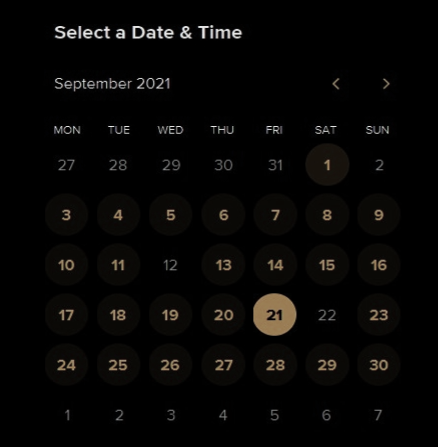 Select a Date & Time
September 2021
MON TUE WED THU FRI SAT SUN
27 28 29 30 31 1 2
3 4 5 6 7 8 9
10 11 12 13 14 15 16
17 18 19 20 21 22 23
24 25 26 27 28 29 30
1 2 3 4 5 6 7